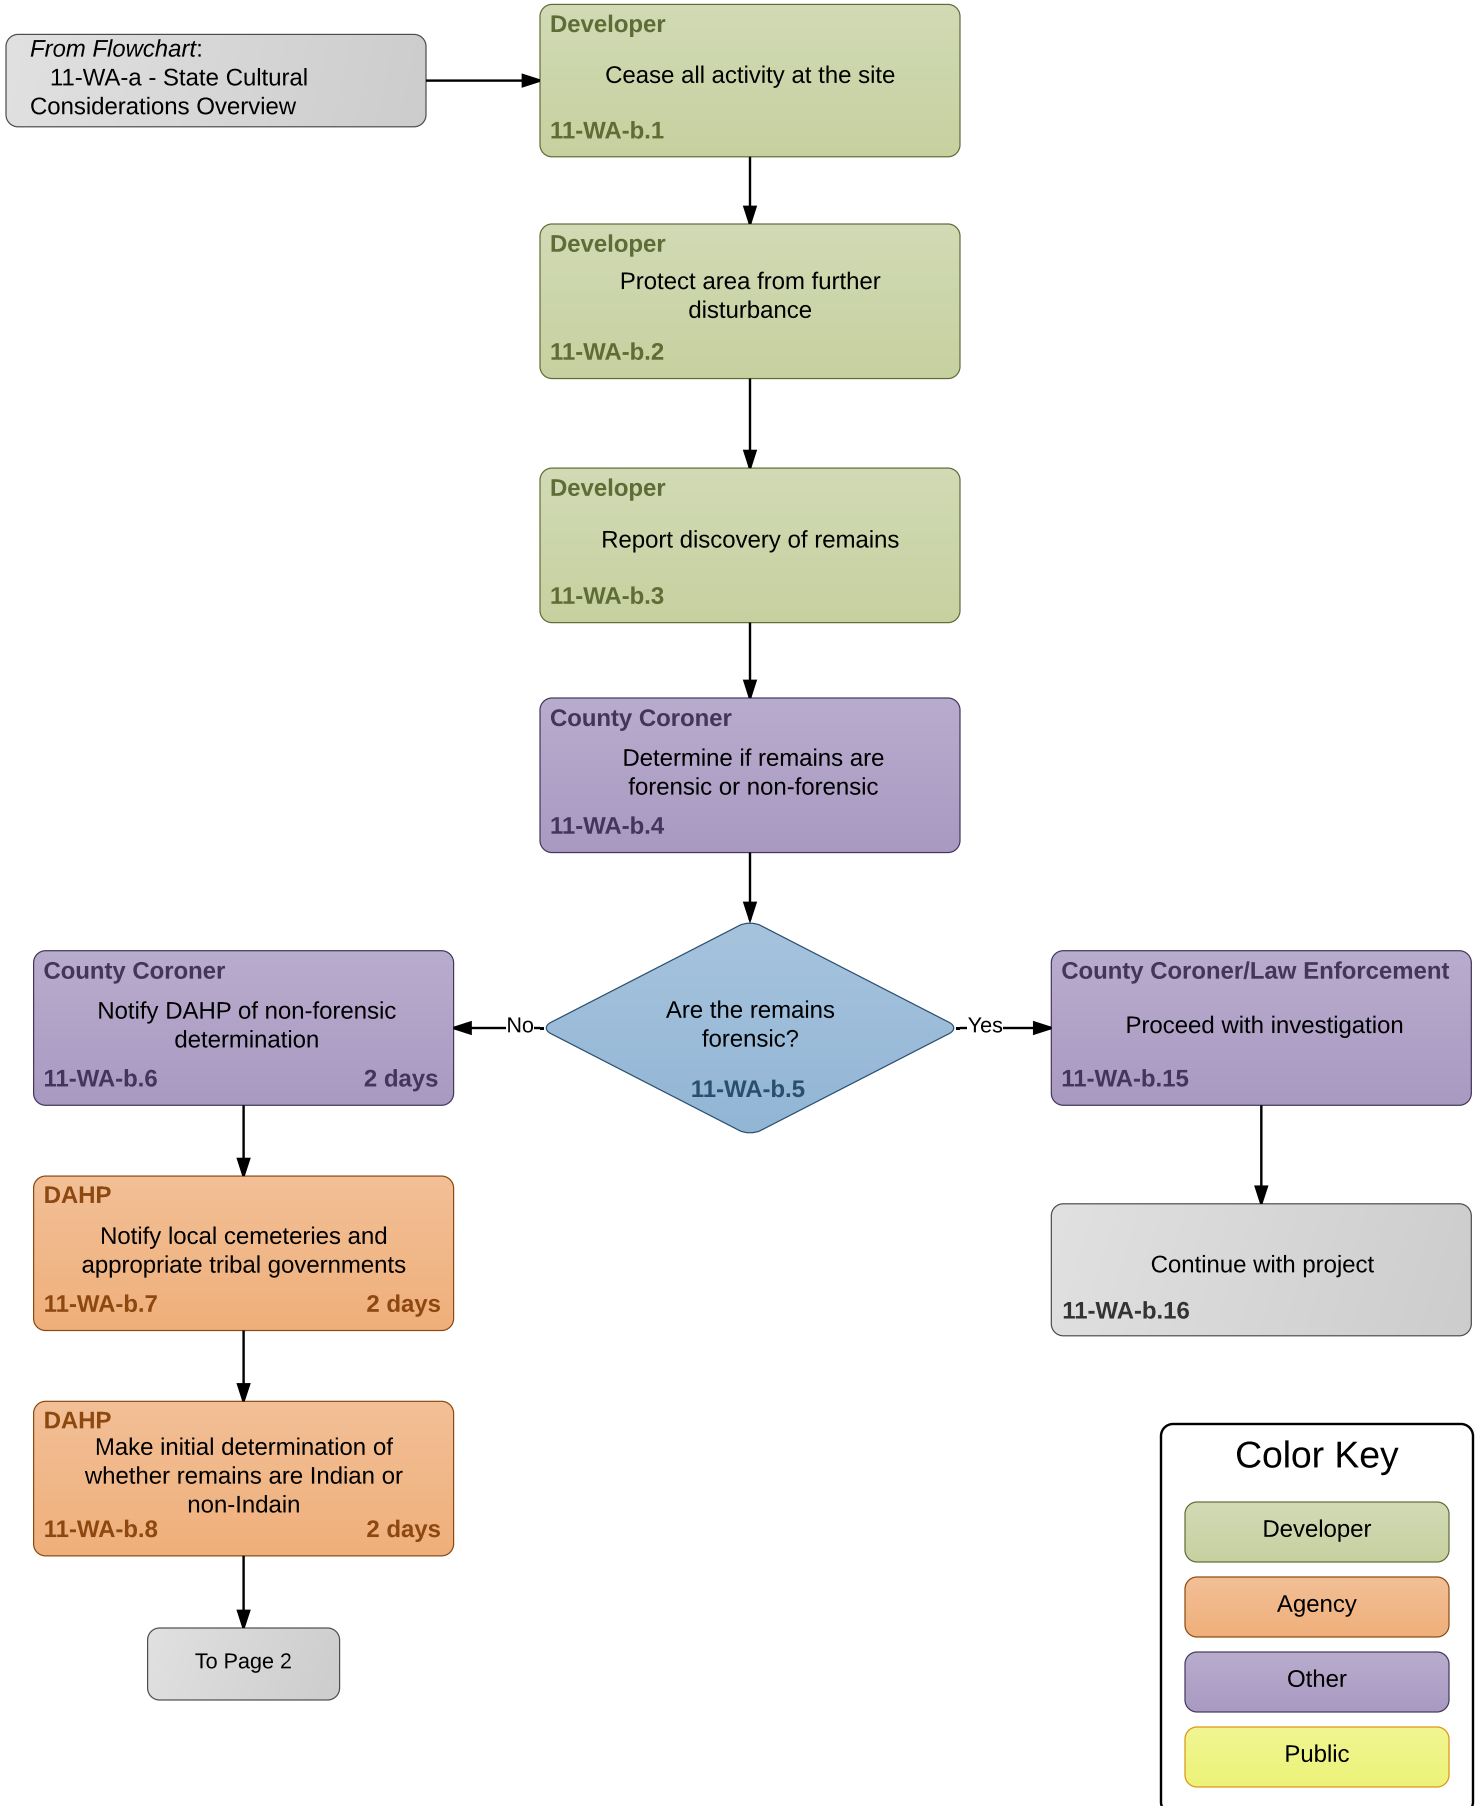 From Flowchart:
11-WA-a - State Cultural
Considerations Overview
Developer
Cease all activity at the site
11-WA-b.1
Developer
Protect area from further
disturbance
11-WA-b.2
Developer
Report discovery of remains
11-WA-b.3
County Coroner
Determine if remains are
forensic or non-forensic
11-WA-b.4
Are the remains
forensic?
11-WA-b.5
No
Yes
County Coroner
Notify DAHP of non-forensic
determination
11-WA-b.6 2 days
County Coroner/Law Enforcement
Proceed with investigation
11-WA-b.15
DAHP
Notify local cemeteries and
appropriate tribal governments
11-WA-b.7 2 days
Continue with project
11-WA-b.16
DAHP
Make initial determination of
whether remains are Indian or
non-Indain
11-WA-b.8 2 days
To Page 2
Color Key
Developer
Agency
Other
Public